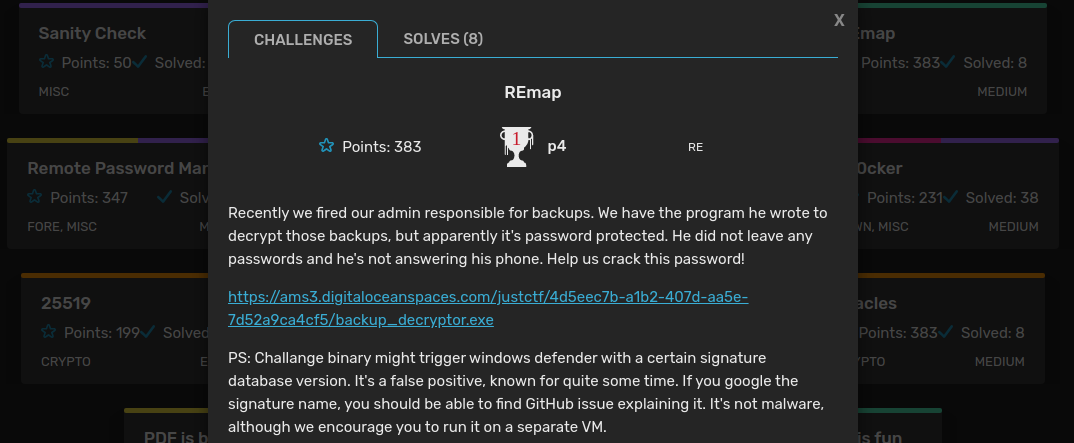 X
CHALLENGES
SOLVES (8)
Sanity Check
Emap
Points: 50
Solved:
Points: 383
Solved: 8
MISC
E
MEDIUM
REmap
Points: 383
1
p4
RE
Remote Password Mar
0cker
Points: 347
Solv
Points: 231
Solved: 38
FORE, MISC
M
WN, MISC
MEDIUM
Recently we fired our admin responsible for backups. We have the program he wrote to
decrypt those backups, but apparently it's password protected. He did not leave any
passwords and he's not answering his phone. Help us crack this password!
25519
acles
https://ams3.digitaloceanspaces.com/justctf/4d5eec7b-a1b2-407d-aa5e-
7d52a9ca4cf5/backup_decryptor.exe
Points: 199
Solved
Points: 383
Solved: 8
CRYPTO
E
YPTO
MEDIUM
PS: Challange binary might trigger windows defender with a certain signature
database version. It's a false positive, known for quite some time. If you google the
signature name, you should be able to find GitHub issue explaining it. It's not malware,
although we encourage you to run it on a separate VM.
PDF is b
is fun